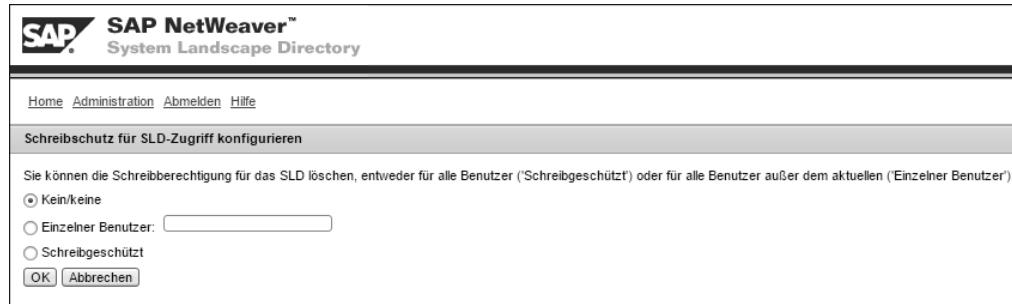 SAP SAP NetWeaver™
System Landscape Directory
Home Administration Abmelden Hilfe
Schreibschutz für SLD-Zugriff konfigurieren
Sie können die Schreibberechtigung für das SLD löschen, entweder für alle Benutzer ('Schreibgeschützt') oder für alle Benutzer außer dem aktuellen ('Einzelner Benutzer')
Kein/keine
Einzelner Benutzer:
Schreibgeschützt
OK Abbrechen